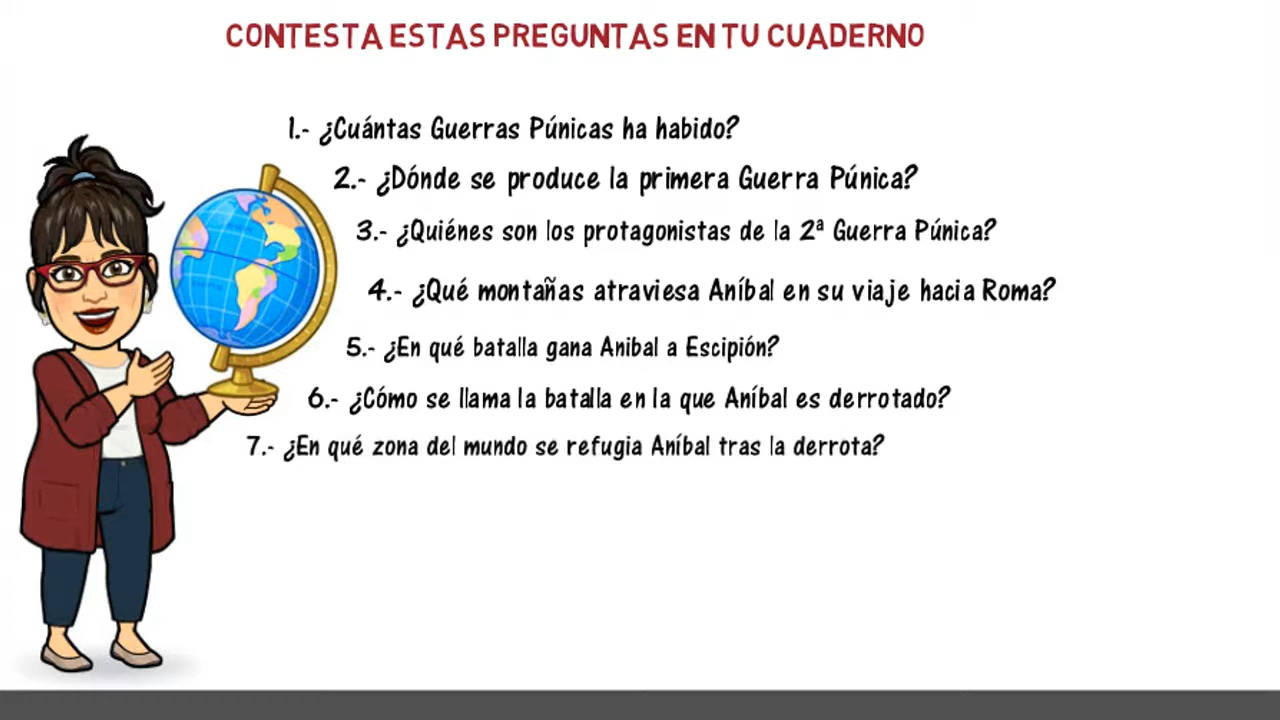 CONTESTA ESTAS PREGUNTAS EN TU CUADERNO
1.- ¿Cuántas Guerras Púnicas ha habido?
2.- ¿Dónde se produce la primera Guerra Púnica?
3.- ¿Quiénes son los protagonistas de la 2ª Guerra Púnica?
4.- ¿Qué montañas atraviesa Aníbal en su viaje hacia Roma?
5.- ¿En qué batalla gana Anibal a Escipión?
6.- ¿Cómo se llama la batalla en la que Aníbal es derrotado?
7.- ¿En qué zona del mundo se refugia Aníbal tras la derrota?